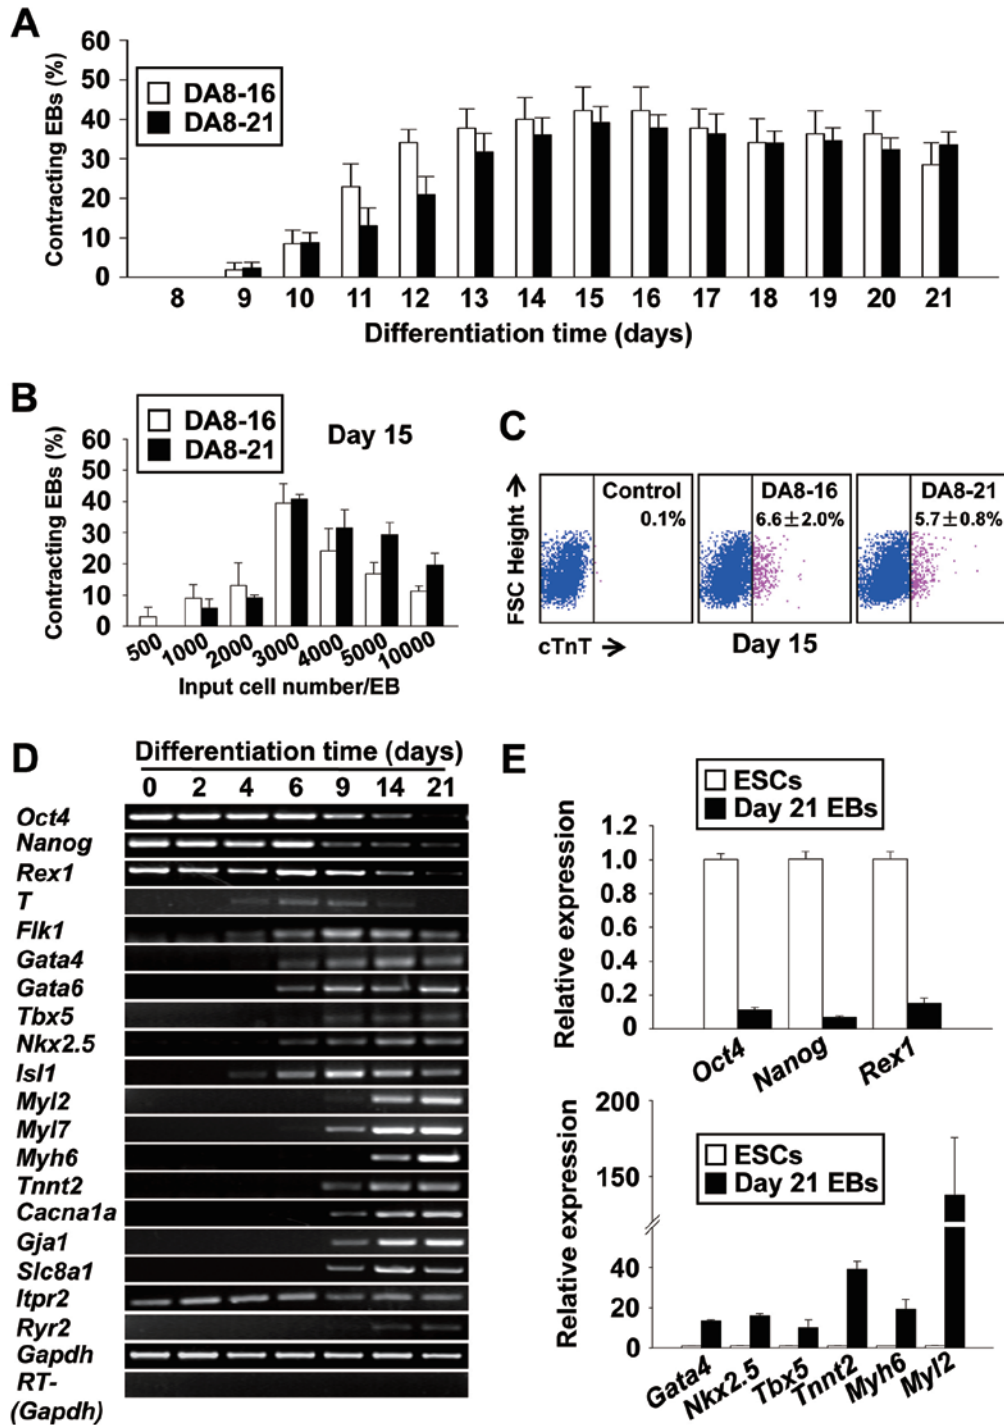 A
Contracting EBs (%)
60
50
40
30
20
10
0
DA8-16
DA8-21
8 9 10 11 12 13 14 15 16 17 18 19 20 21
Differentiation time (days)
B
Contracting EBs (%)
60
50
40
30
20
10
0
DA8-16
DA8-21
Day 15
500 1000 2000 3000 4000 5000 10000
Input cell number/EB
C
FSC Height →
Control
0.1%
DA8-16
6.6±2.0%
DA8-21
5.7±0.8%
cTnT →
Day 15
D
Differentiation time (days)
0 2 4 6 9 14 21
Oct4
Nanog
Rex1
T
Flk1
Gata4
Gata6
Tbx5
Nkx2.5
Isl1
Myl2
Myl7
Myh6
Tnnt2
Cacna1a
Gja1
Slc8a1
Itpr2
Ryr2
Gapdh
RT-
(Gapdh)
E
ESCs
Day 21 EBs
Relative expression
1.2
1.0
0.8
0.6
0.4
0.2
0
Oct4 Nanog Rex1
Relative expression
200
150
40
20
0
ESCs
Day 21 EBs
Gata4 Nkx2.5 Tbx5 Tnnt2 Myh6 Myl2